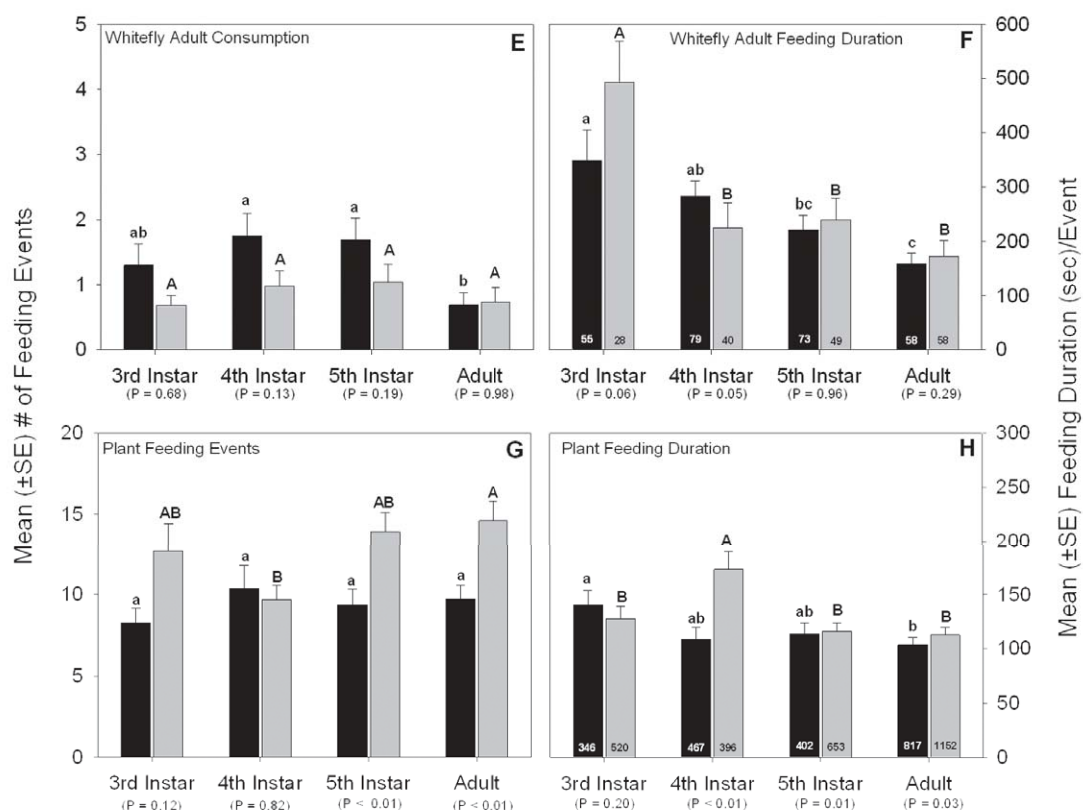 Mean (±SE) # of Feeding Events
Whitefly Adult Consumption
E
5
4
3
2
1
0
ab
A
a
A
a
A
b
A
3rd Instar
4th Instar
5th Instar
Adult
(P = 0.68)
(P = 0.13)
(P = 0.19)
(P = 0.98)
Whitefly Adult Feeding Duration
F
600
500
400
300
200
100
0
a
A
ab
B
bc
B
c
B
55
28
79
40
73
49
58
58
3rd Instar
4th Instar
5th Instar
Adult
(P = 0.06)
(P = 0.05)
(P = 0.96)
(P = 0.29)
Plant Feeding Events
G
20
15
10
5
0
a
AB
a
B
a
AB
a
A
3rd Instar
4th Instar
5th Instar
Adult
(P = 0.12)
(P = 0.82)
(P < 0.01)
(P < 0.01)
Plant Feeding Duration
H
300
250
200
150
100
50
0
a
B
ab
A
ab
B
b
B
346
520
467
396
402
653
817
1152
3rd Instar
4th Instar
5th Instar
Adult
(P = 0.20)
(P < 0.01)
(P = 0.01)
(P = 0.03)
Mean (±SE) Feeding Duration (sec)/Event